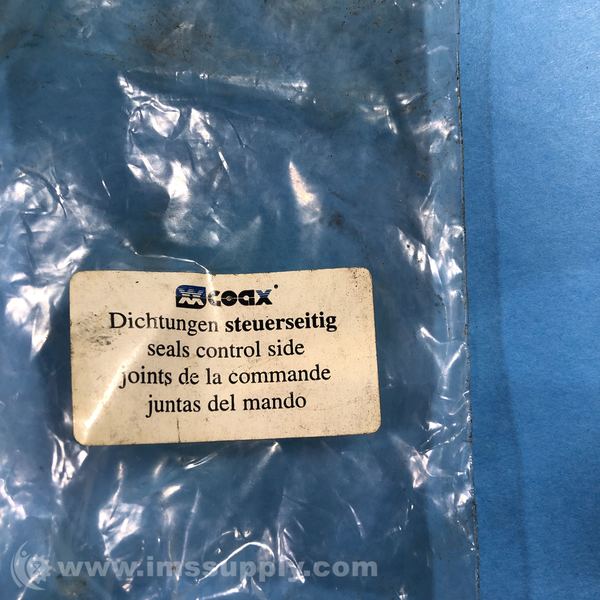 coax
Dichtungen steuerseitig
seals control side
joints de la commande
juntas del mando
www.imssupply.com